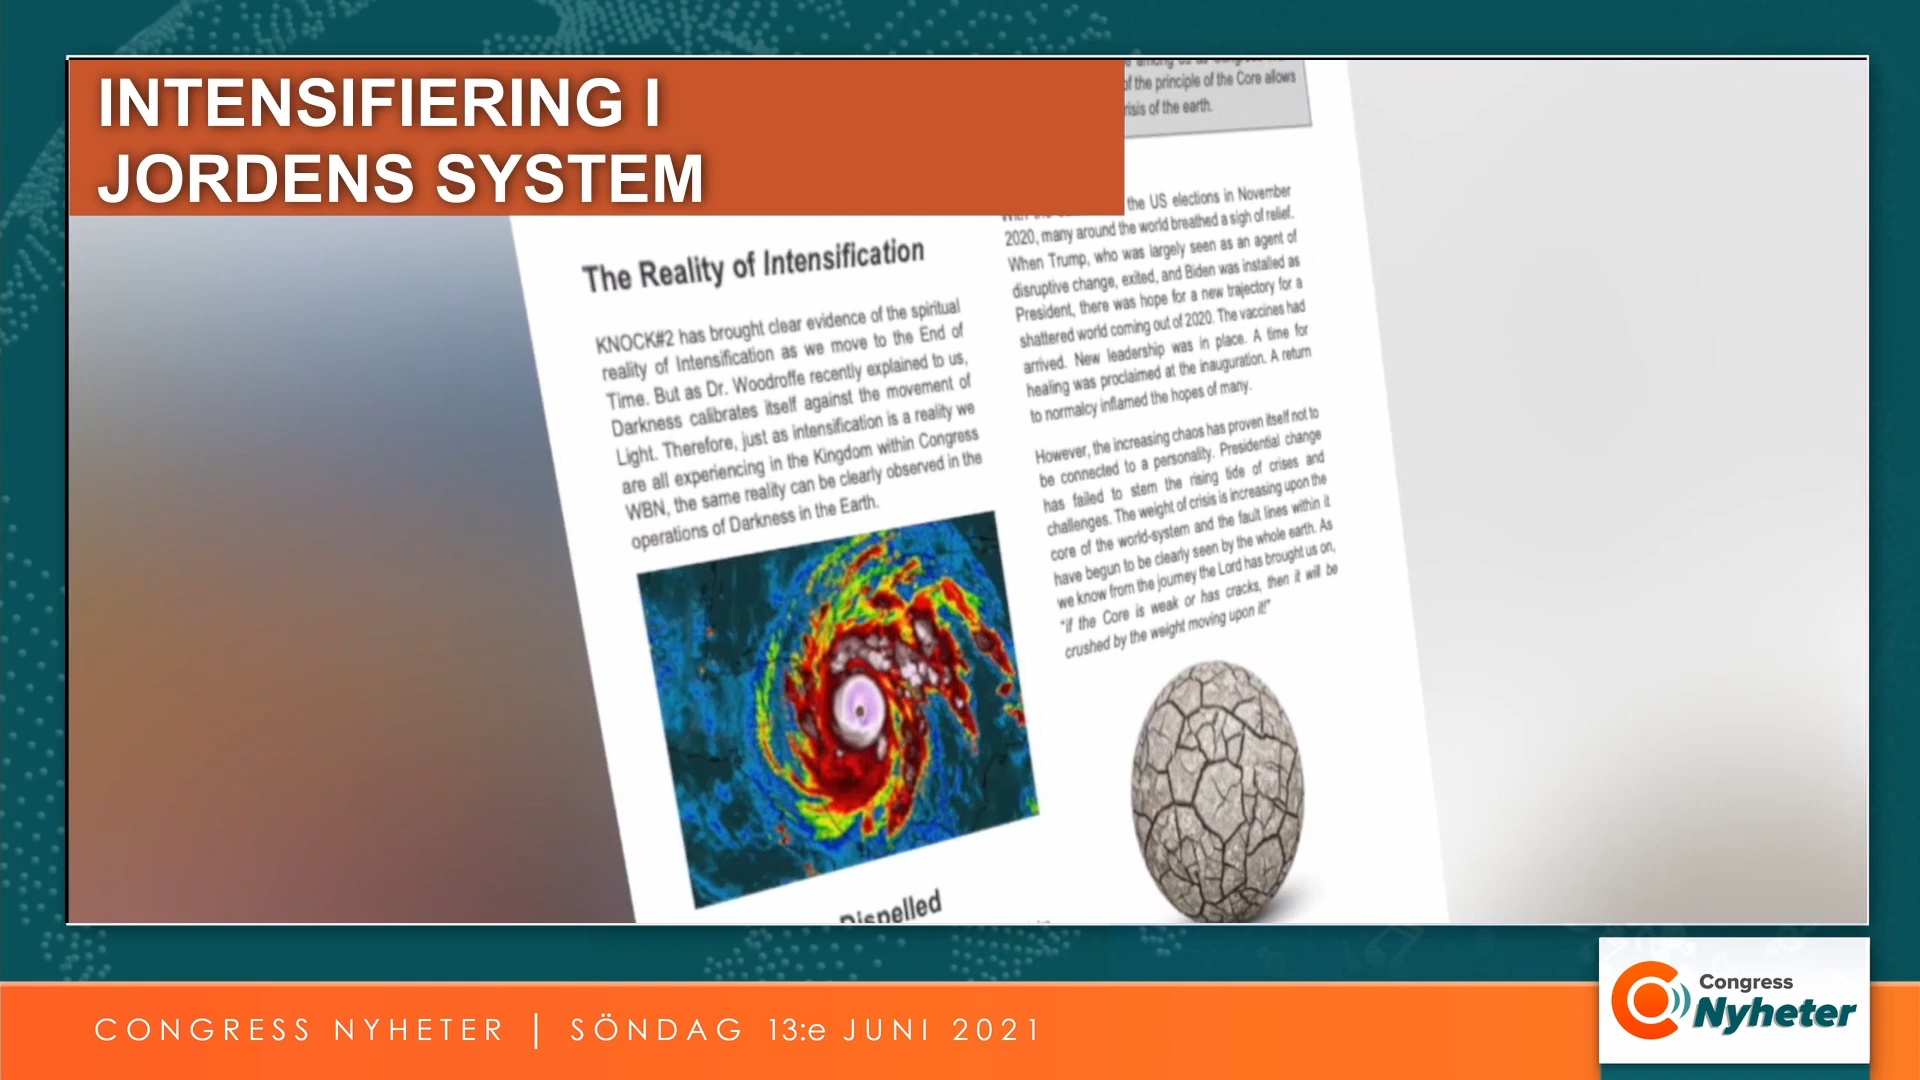 INTENSIFIERING I
JORDENS SYSTEM
of the principle of the Core allows
of the earth.
The Reality of Intensification
KNOCK#2 has brought clear evidence of the spiritual
reality of Intensification as we move to the End of
Time. But as Dr. Woodroffe recently explained to us,
Darkness calibrates itself against the movement of
Light. Therefore, just as intensification is a reality we
are all experiencing in the Kingdom within Congress
WBN, the same reality can be clearly observed in the
operations of Darkness in the Earth.
Dispelled
the US elections in November
2020, many around the world breathed a sigh of relief.
When Trump, who was largely seen as an agent of
disruptive change, exited, and Biden was installed as
President, there was hope for a new trajectory for a
shattered world coming out of 2020. The vaccines had
arrived. New leadership was in place. A time for
healing was proclaimed at the inauguration. A return
to normalcy inflamed the hopes of many.
However, the increasing chaos has proven itself not to
be connected to a personality. Presidential change
has failed to stem the rising tide of crises and
challenges. The weight of crisis is increasing upon the
core of the world-system and the fault lines within it
have begun to be clearly seen by the whole earth. As
we know from the journey the Lord has brought us on,
"if the Core is weak or has cracks, then it will be
crushed by the weight moving upon it!"
CONGRESS NYHETER | SÖNDAG 13:e JUNI 2021
Congress
Nyheter